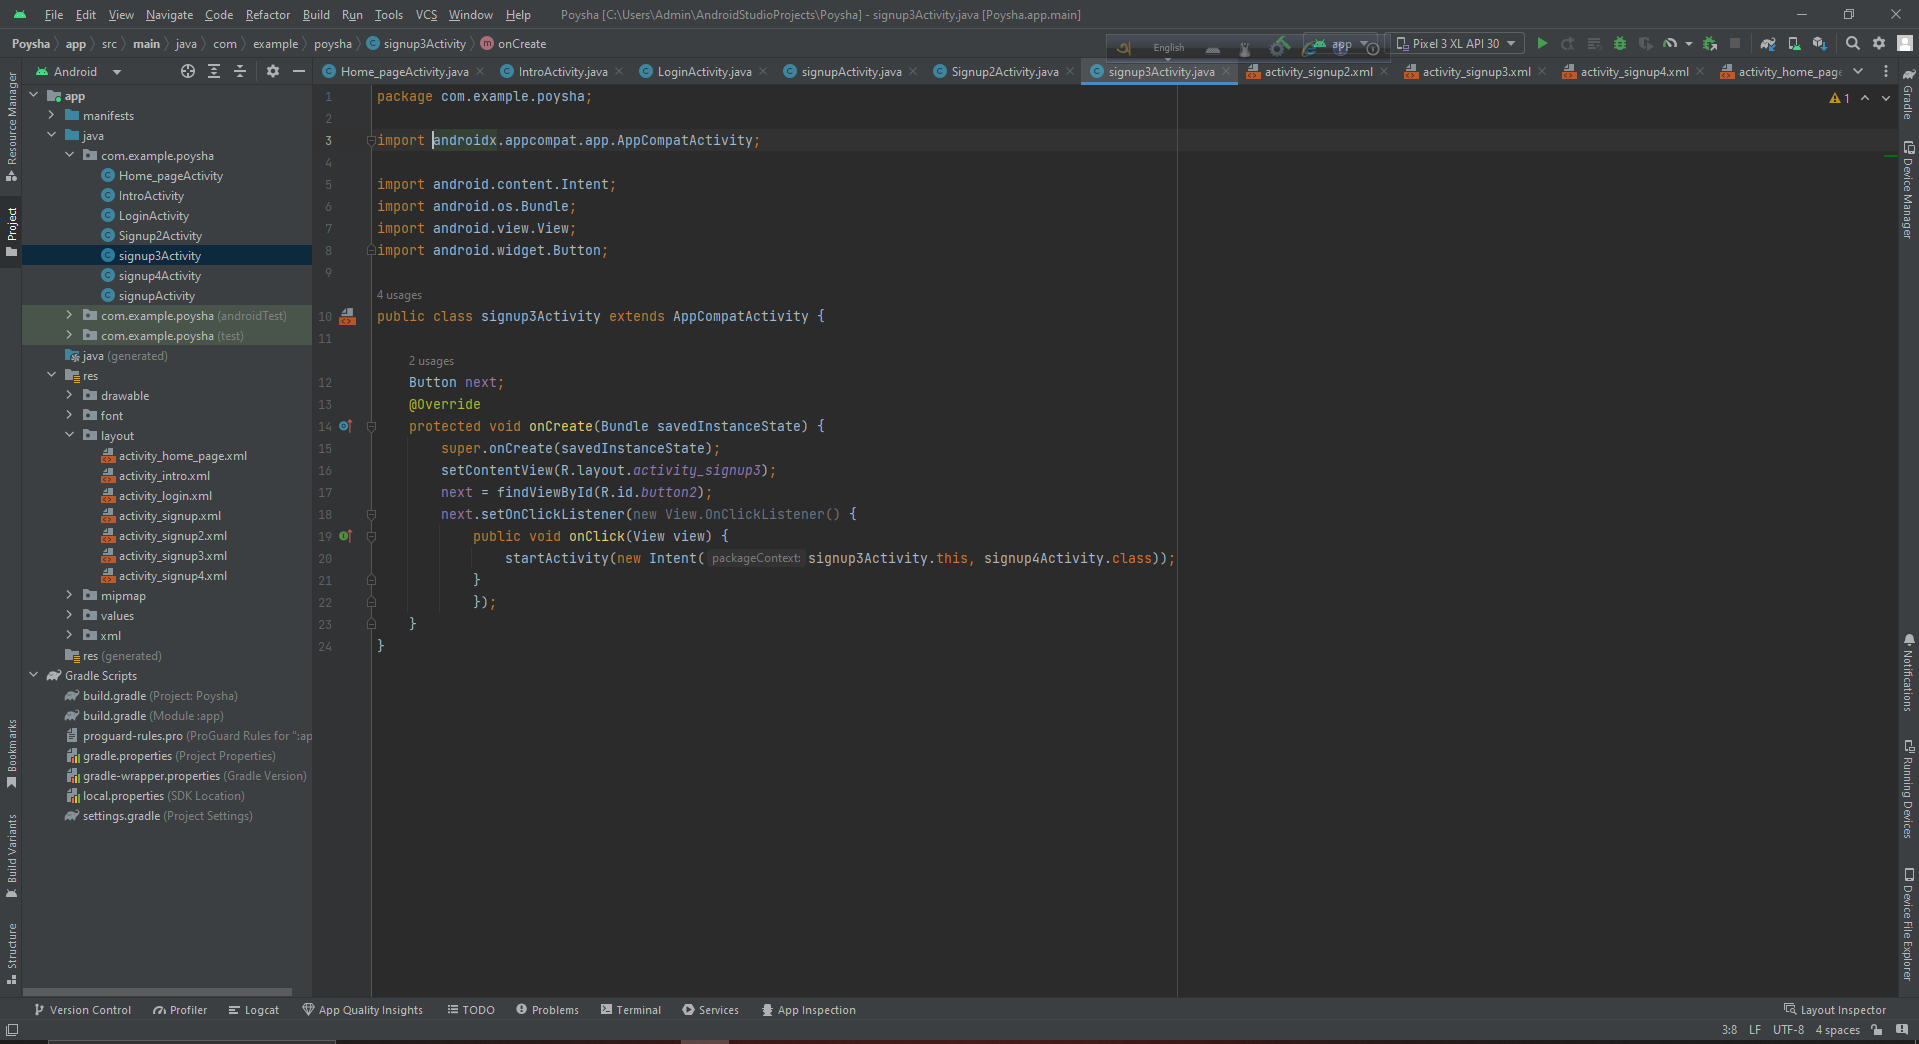 File Edit View Navigate Code Refactor Build Run Tools VCS Window Help Poysha [C:\Users\Admin\AndroidStudioProjects\Poysha] - signup3Activity.java [Poysha.app.main]
Poysha app src main java com example poysha signup3Activity onCreate English app Pixel 3 XL API 30
Android Home_pageActivity.java IntroActivity.java LoginActivity.java signupActivity.java Signup2Activity.java signup3Activity.java activity_signup2.xml activity_signup3.xml activity_signup4.xml activity_home_page
Resource Manager
Project
Bookmarks
Build Variants
Structure
app
manifests
java
com.example.poysha
Home_pageActivity
IntroActivity
LoginActivity
Signup2Activity
signup3Activity
signup4Activity
signupActivity
com.example.poysha (androidTest)
com.example.poysha (test)
java (generated)
res
drawable
font
layout
activity_home_page.xml
activity_intro.xml
activity_login.xml
activity_signup.xml
activity_signup2.xml
activity_signup3.xml
activity_signup4.xml
mipmap
values
xml
res (generated)
Gradle Scripts
build.gradle (Project: Poysha)
build.gradle (Module :app)
proguard-rules.pro (ProGuard Rules for ":ap
gradle.properties (Project Properties)
gradle-wrapper.properties (Gradle Version)
local.properties (SDK Location)
settings.gradle (Project Settings)
1 package com.example.poysha; 1
2
3 import androidx.appcompat.app.AppCompatActivity;
4
5 import android.content.Intent;
6 import android.os.Bundle;
7 import android.view.View;
8 import android.widget.Button;
9
4 usages
10 public class signup3Activity extends AppCompatActivity {
11
2 usages
12 Button next;
13 @Override
14 protected void onCreate(Bundle savedInstanceState) {
15 super.onCreate(savedInstanceState);
16 setContentView(R.layout.activity_signup3);
17 next = findViewById(R.id.button2);
18 next.setOnClickListener(new View.OnClickListener() {
19 public void onClick(View view) {
20 startActivity(new Intent( packageContext: signup3Activity.this, signup4Activity.class));
21 }
22 });
23 }
24 }
Gradle
Device Manager
Notifications
Running Devices
Device File Explorer
Version Control Profiler Logcat App Quality Insights TODO Problems Terminal Services App Inspection Layout Inspector
3:8 LF UTF-8 4 spaces